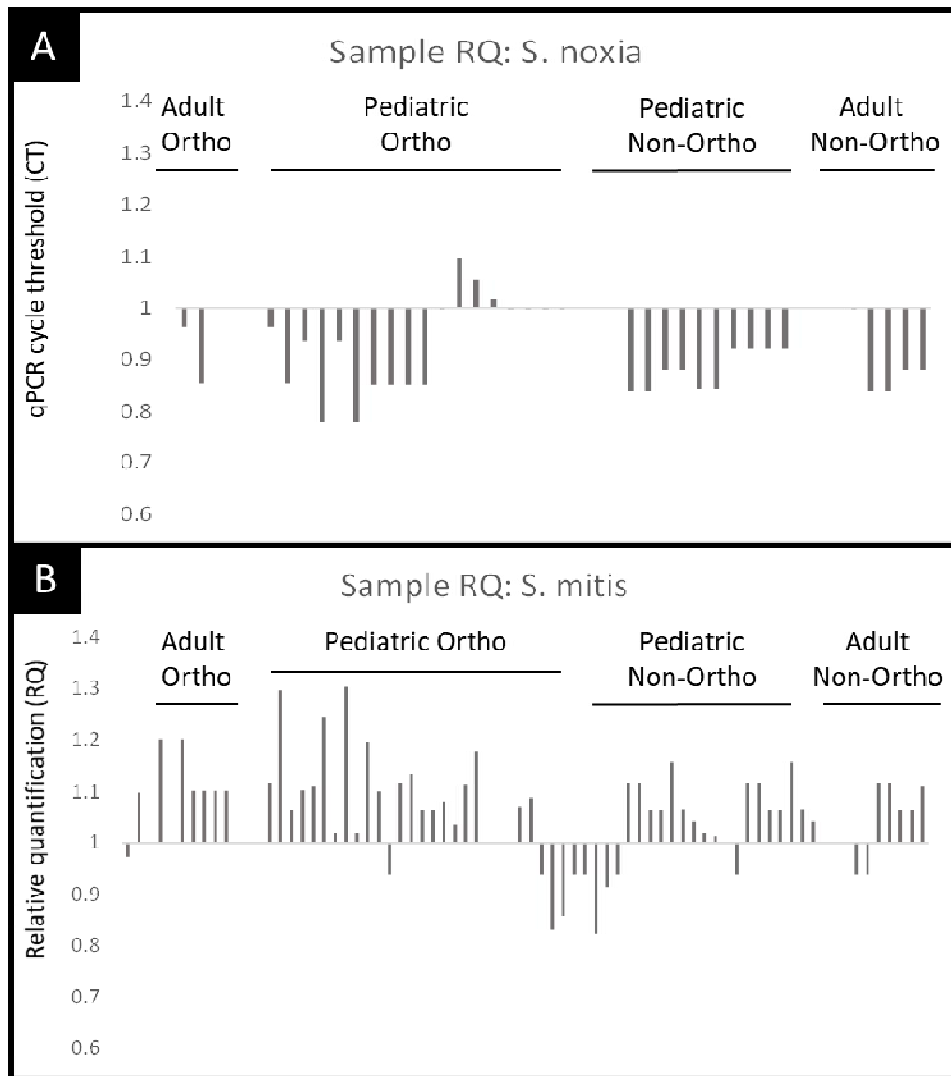 A
Sample RQ: S. noxia
qPCR cycle threshold (CT)
Adult
Ortho
Pediatric
Ortho
Pediatric
Non-Ortho
Adult
Non-Ortho
1.4
1.3
1.2
1.1
1
0.9
0.8
0.7
0.6
B
Sample RQ: S. mitis
Relative quantification (RQ)
Adult
Ortho
Pediatric Ortho
Pediatric
Non-Ortho
Adult
Non-Ortho
1.4
1.3
1.2
1.1
1
0.9
0.8
0.7
0.6